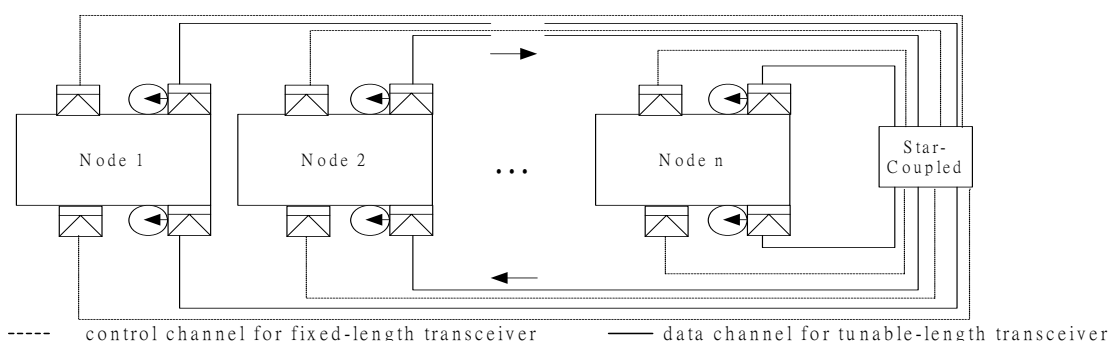 Node 1
Node 2
...
Node n
Star-
Coupled
control channel for fixed-length transceiver
data channel for tunable-length transceiver